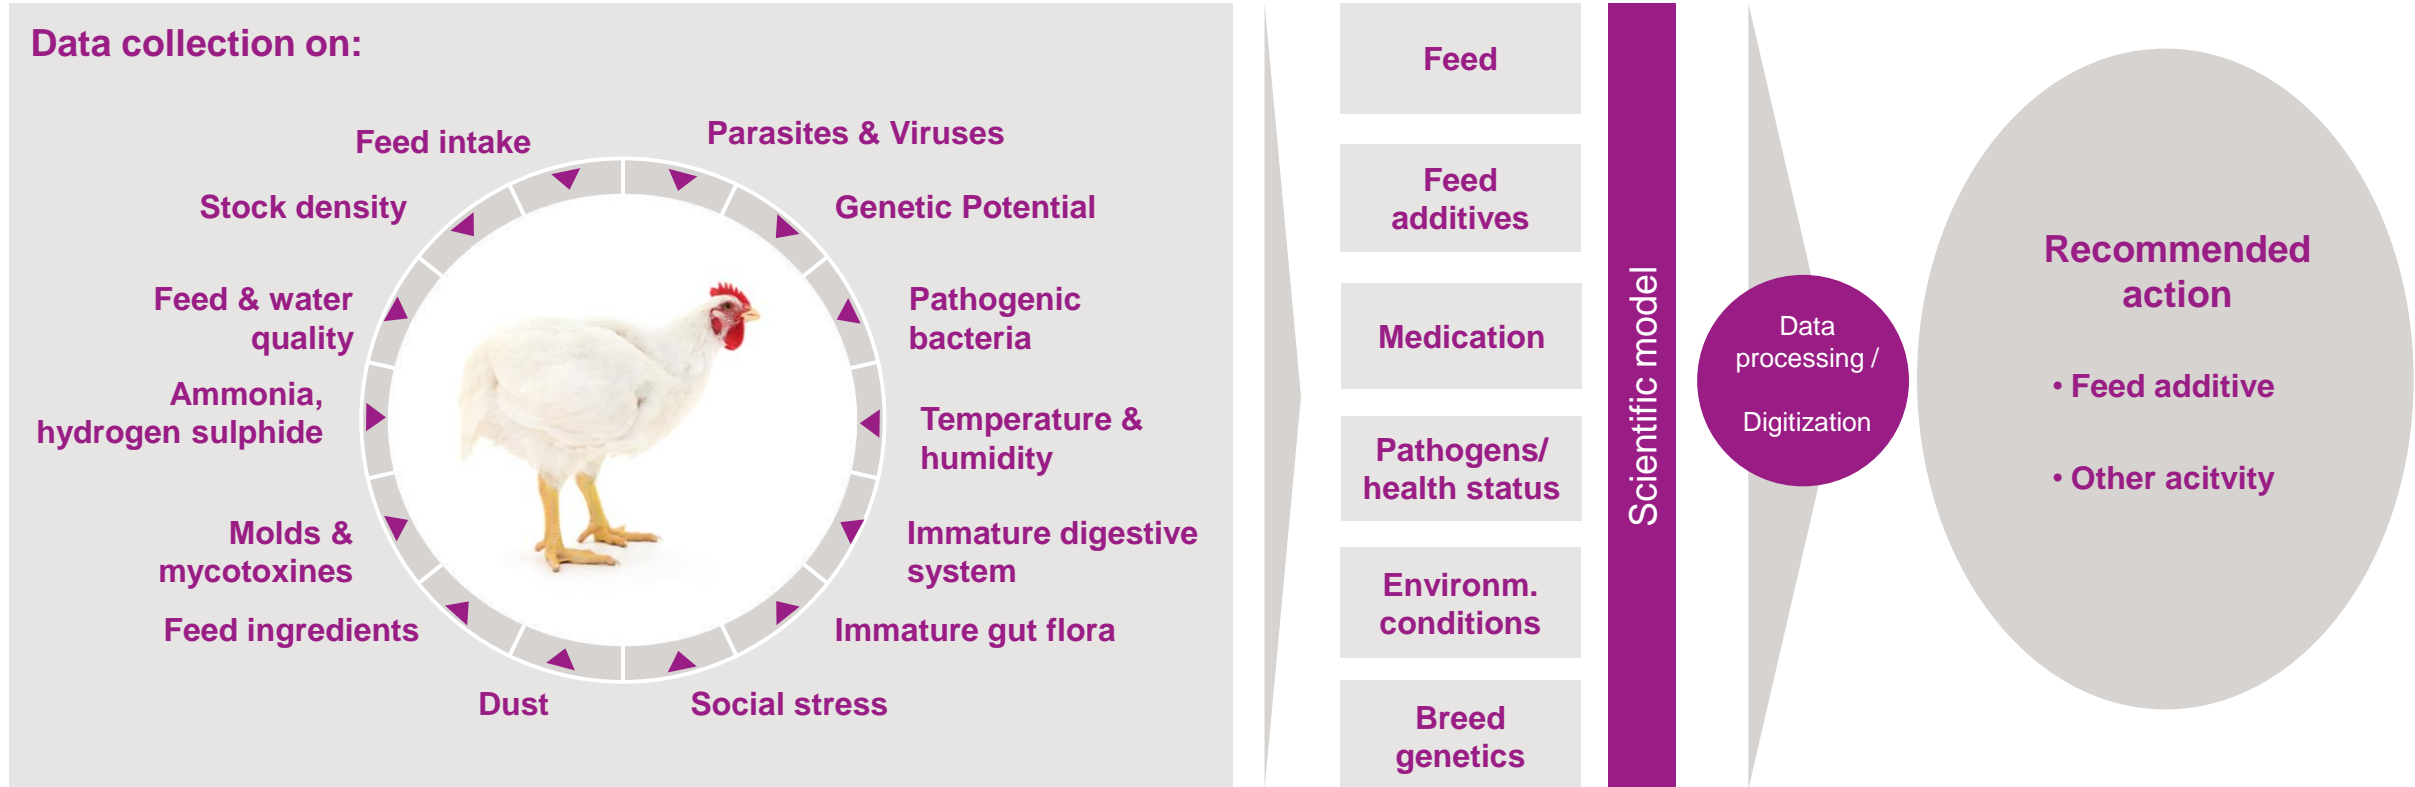 Data collection on:
Feed intake
Parasites & Viruses
Stock density
Genetic Potential
Feed & water
quality
Pathogenic
bacteria
Ammonia,
hydrogen sulphide
Temperature &
humidity
Molds &
mycotoxines
Immature digestive
system
Feed ingredients
Immature gut flora
Dust
Social stress
Feed
Feed
additives
Medication
Pathogens/
health status
Environm.
conditions
Breed
genetics
Scientific model
Data
processing /
Digitization
Recommended
action
• Feed additive
• Other acitvity